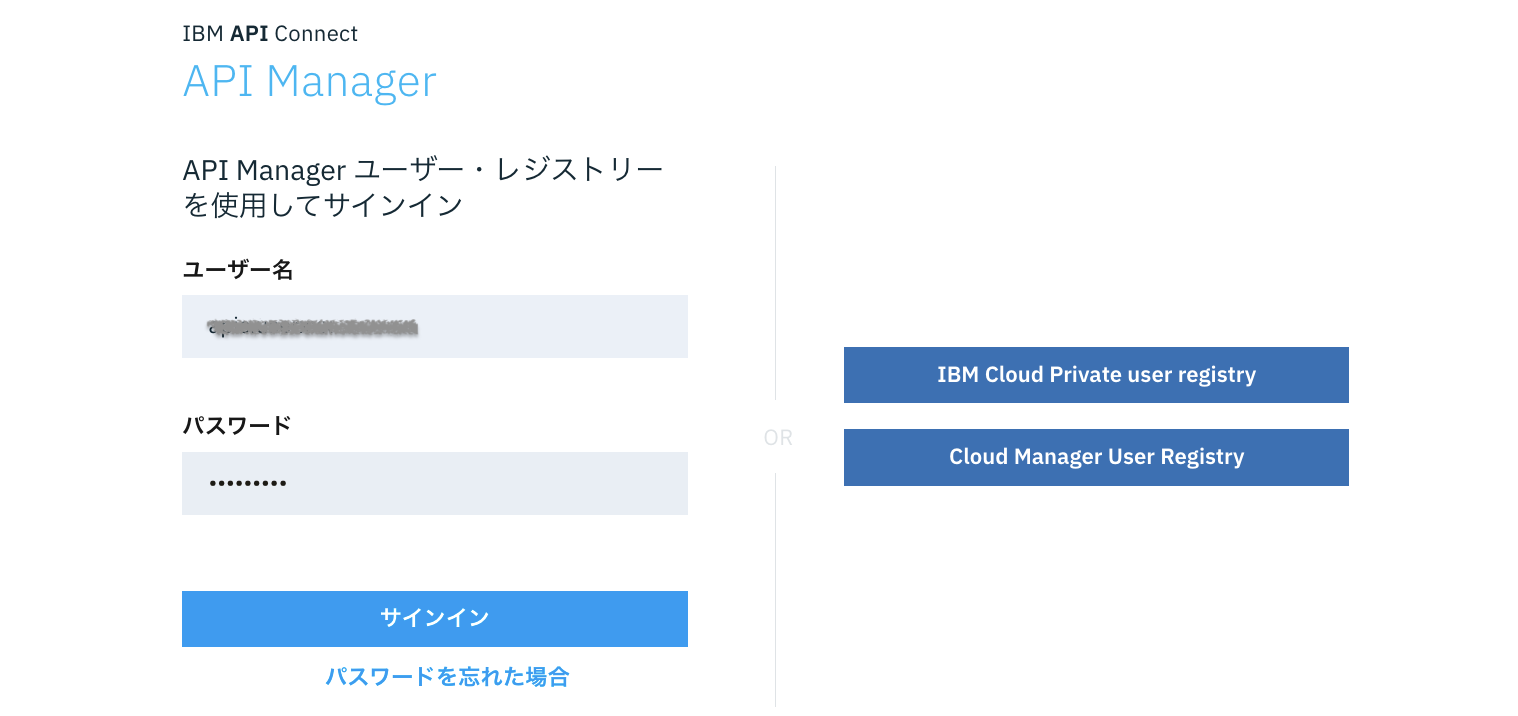 IBM API Connect
API Manager
API Manager ユーザー・レジストリー
を使用してサインイン
ユーザー名
パスワード
•••••••••
サインイン
パスワードを忘れた場合
OR
IBM Cloud Private user registry
Cloud Manager User Registry